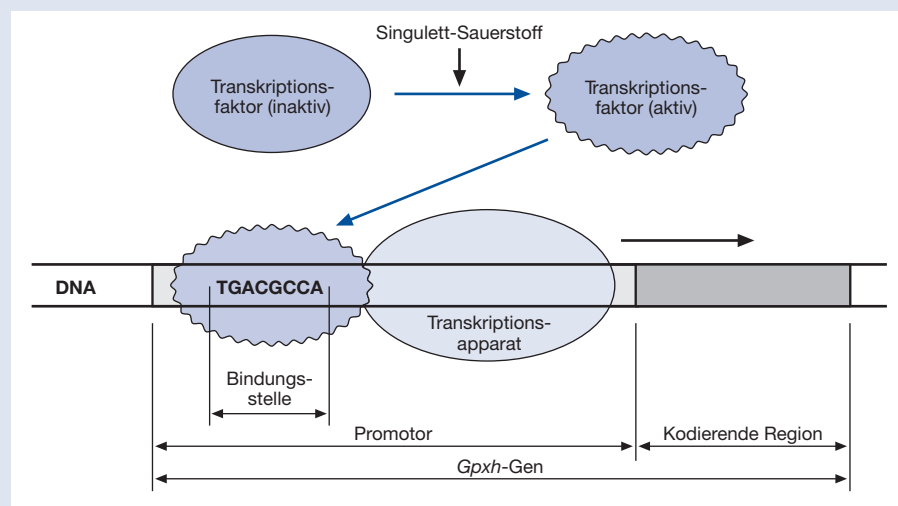 Singulett-Sauerstoff
Transkriptions-
faktor (inaktiv)
Transkriptions-
faktor (aktiv)
DNA
TGACGCCA
Transkriptions-
apparat
Bindungs-
stelle
Promotor
Kodierende Region
Gpxh-Gen